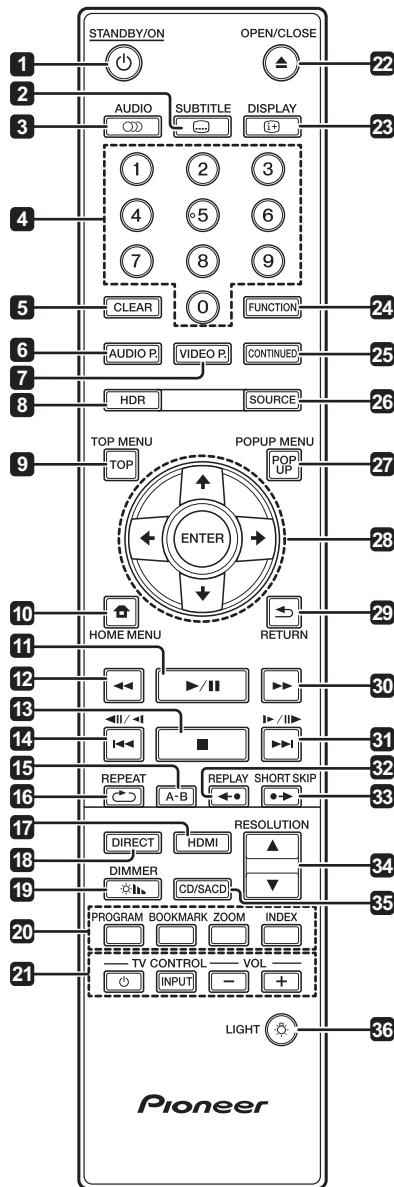 STANDBY/ON OPEN/CLOSE
1 22
2
AUDIO SUBTITLE DISPLAY
3 23
1 2 3
4 4 5 6
7 8 9
5 CLEAR 0 FUNCTION 24
6 AUDIO P. VIDEO P. CONTINUED 25
7
8 HDR SOURCE 26
TOP MENU POPUP MENU
9 TOP POP UP 27
ENTER 28
10 29
HOME MENU RETURN
11
12 30
13
14 31
15 32
REPEAT REPLAY SHORT SKIP
16 A-B 33
17 RESOLUTION
18 DIRECT HDMI 34
DIMMER
19 CD/SACD 35
PROGRAM BOOKMARK ZOOM INDEX
20
TV CONTROL VOL
21 INPUT – +
LIGHT 36
Pioneer